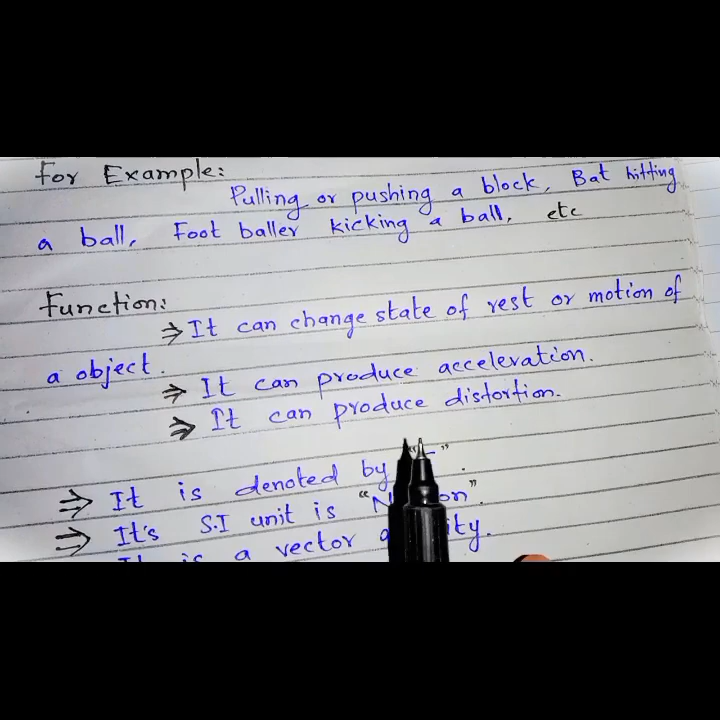 For Example:
Pulling or pushing a block, Bat hitting
a ball, Foot baller kicking a ball, etc
Function:
⇒ It can change state of rest or motion of
a object.
⇒ It can produce acceleration.
⇒ It can produce distortion.
⇒ It is denoted by
⇒ It's S.I unit is
is a vector